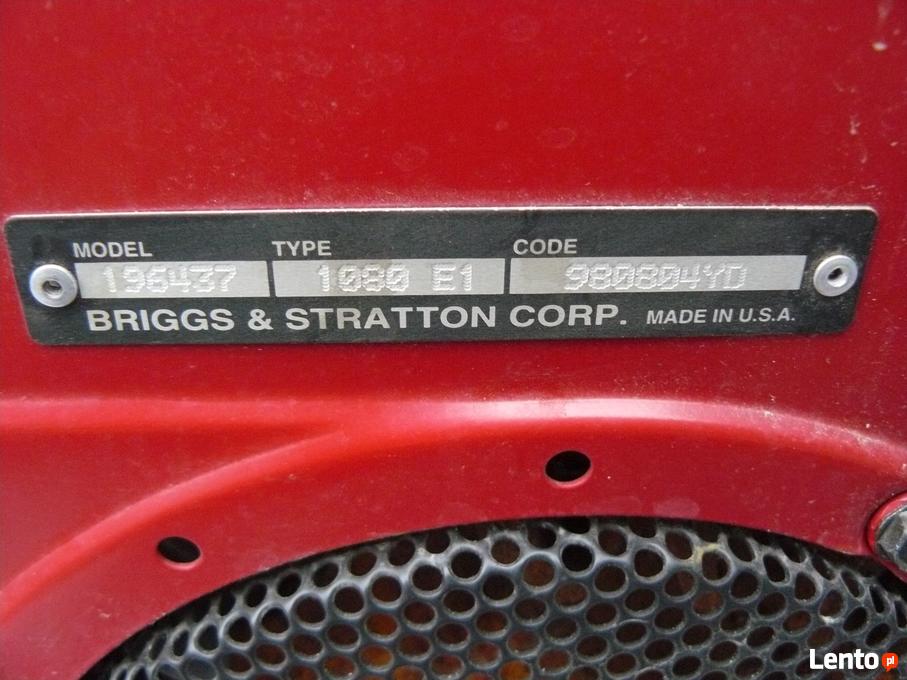 MODEL TYPE CODE
196437 1080 E1 980804YD
BRIGGS & STRATTON CORP. MADE IN U.S.A.
Lento pl